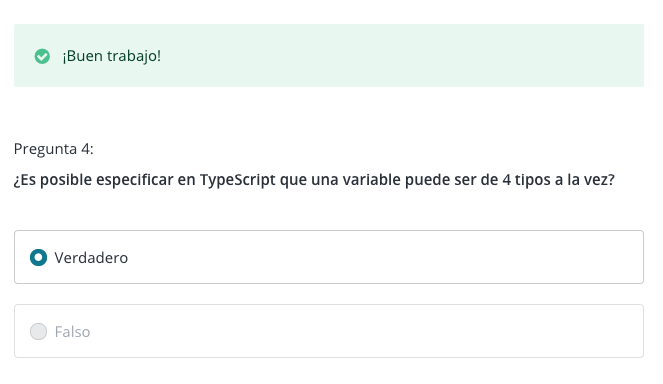 ¡Buen trabajo!
Pregunta 4:
¿Es posible especificar en TypeScript que una variable puede ser de 4 tipos a la vez?
Verdadero
Falso